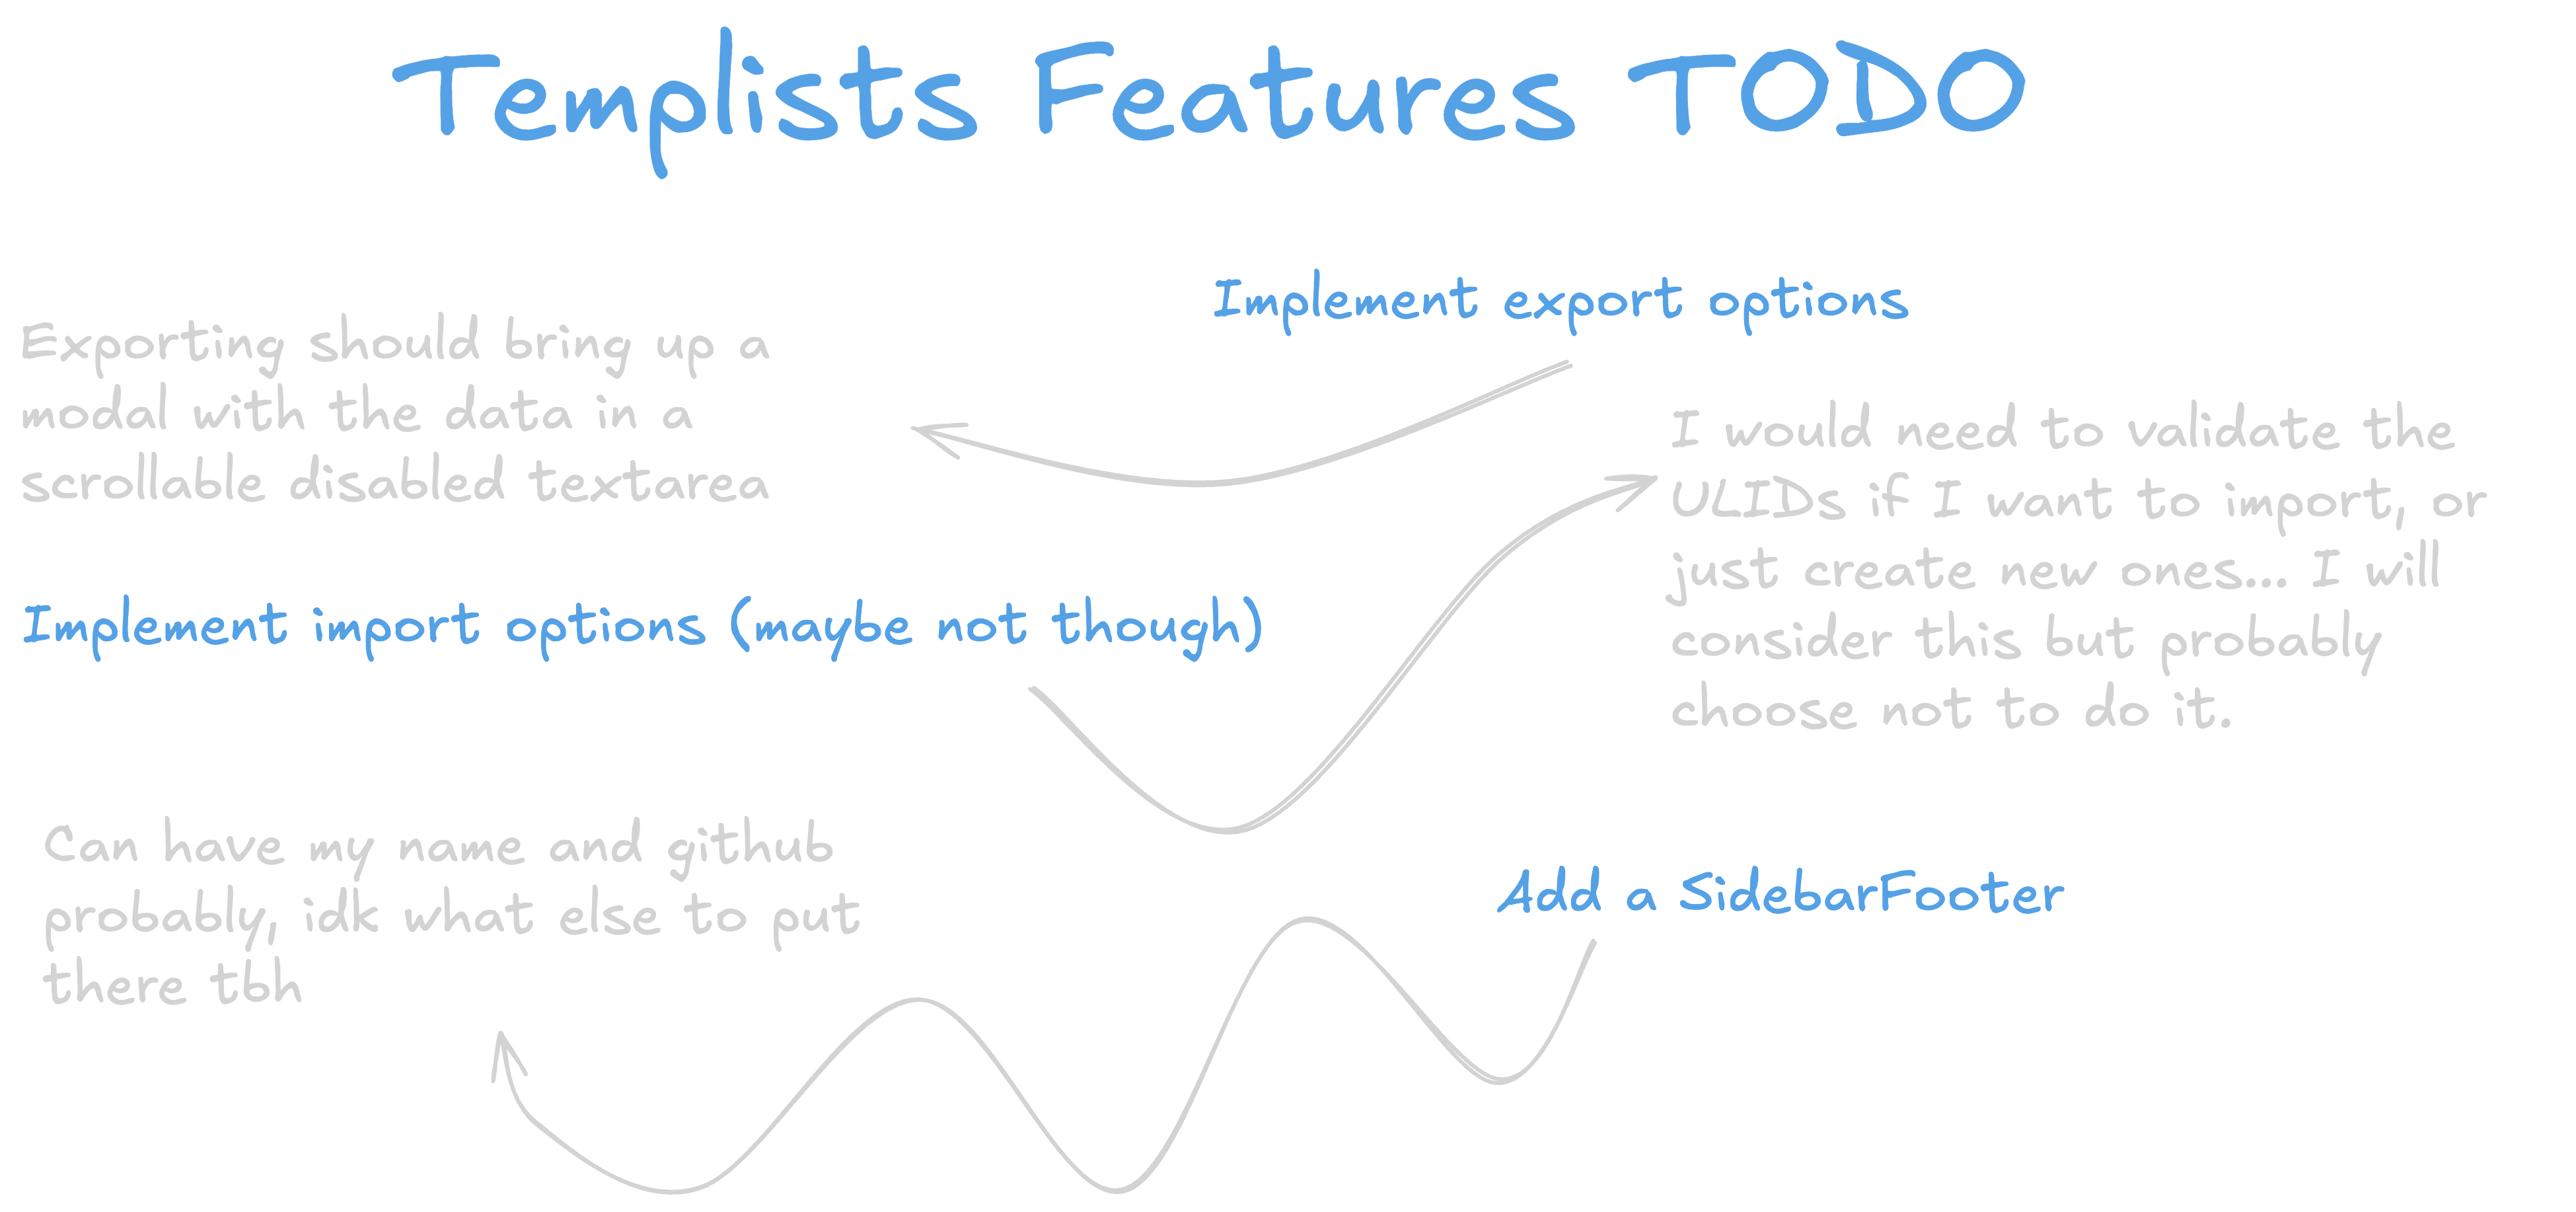 Templists Features TODO
Implement export options
Exporting should bring up a
modal with the data in a
scrollable disabled textarea
Implement import options (maybe not though)
I would need to validate the
ULIDs if I want to import, or
just create new ones... I will
consider this but probably
choose not to do it.
Add a SidebarFooter
Can have my name and github
probably, idk what else to put
there tbh